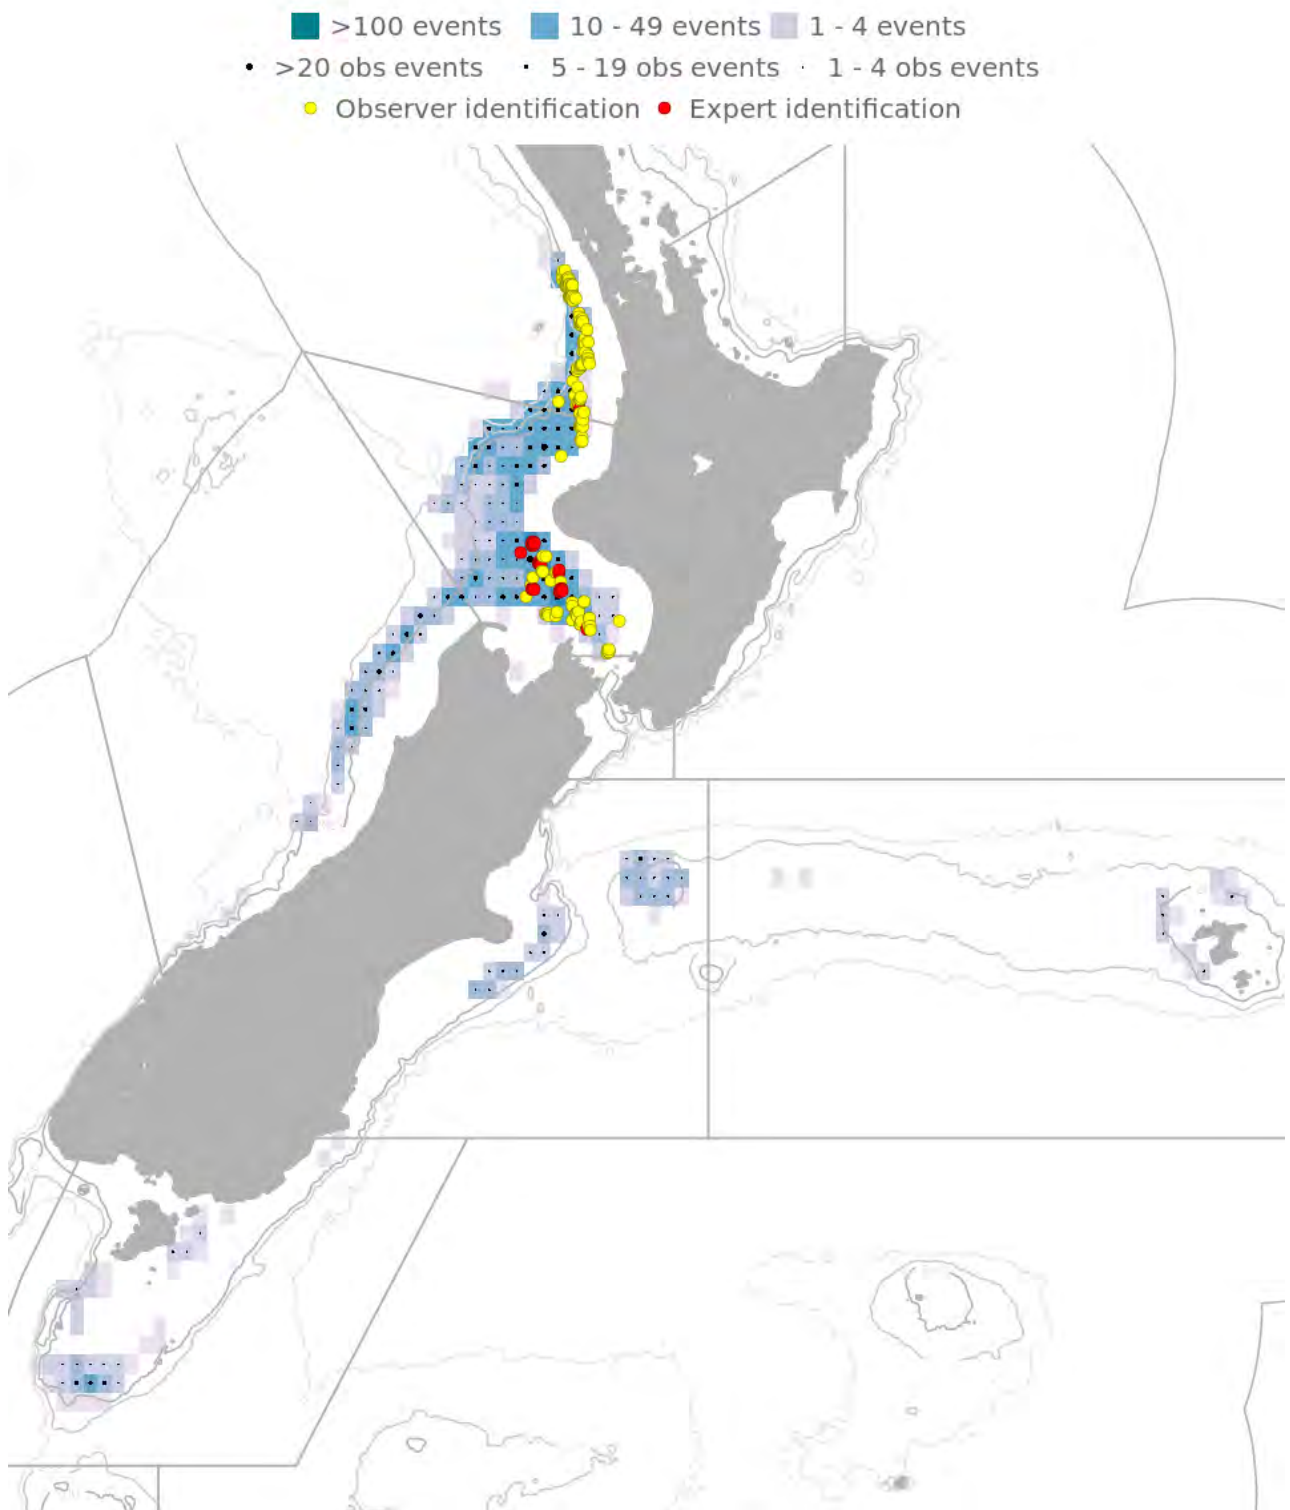 >100 events 10 - 49 events 1 - 4 events
>20 obs events 5 - 19 obs events 1 - 4 obs events
Observer identification Expert identification